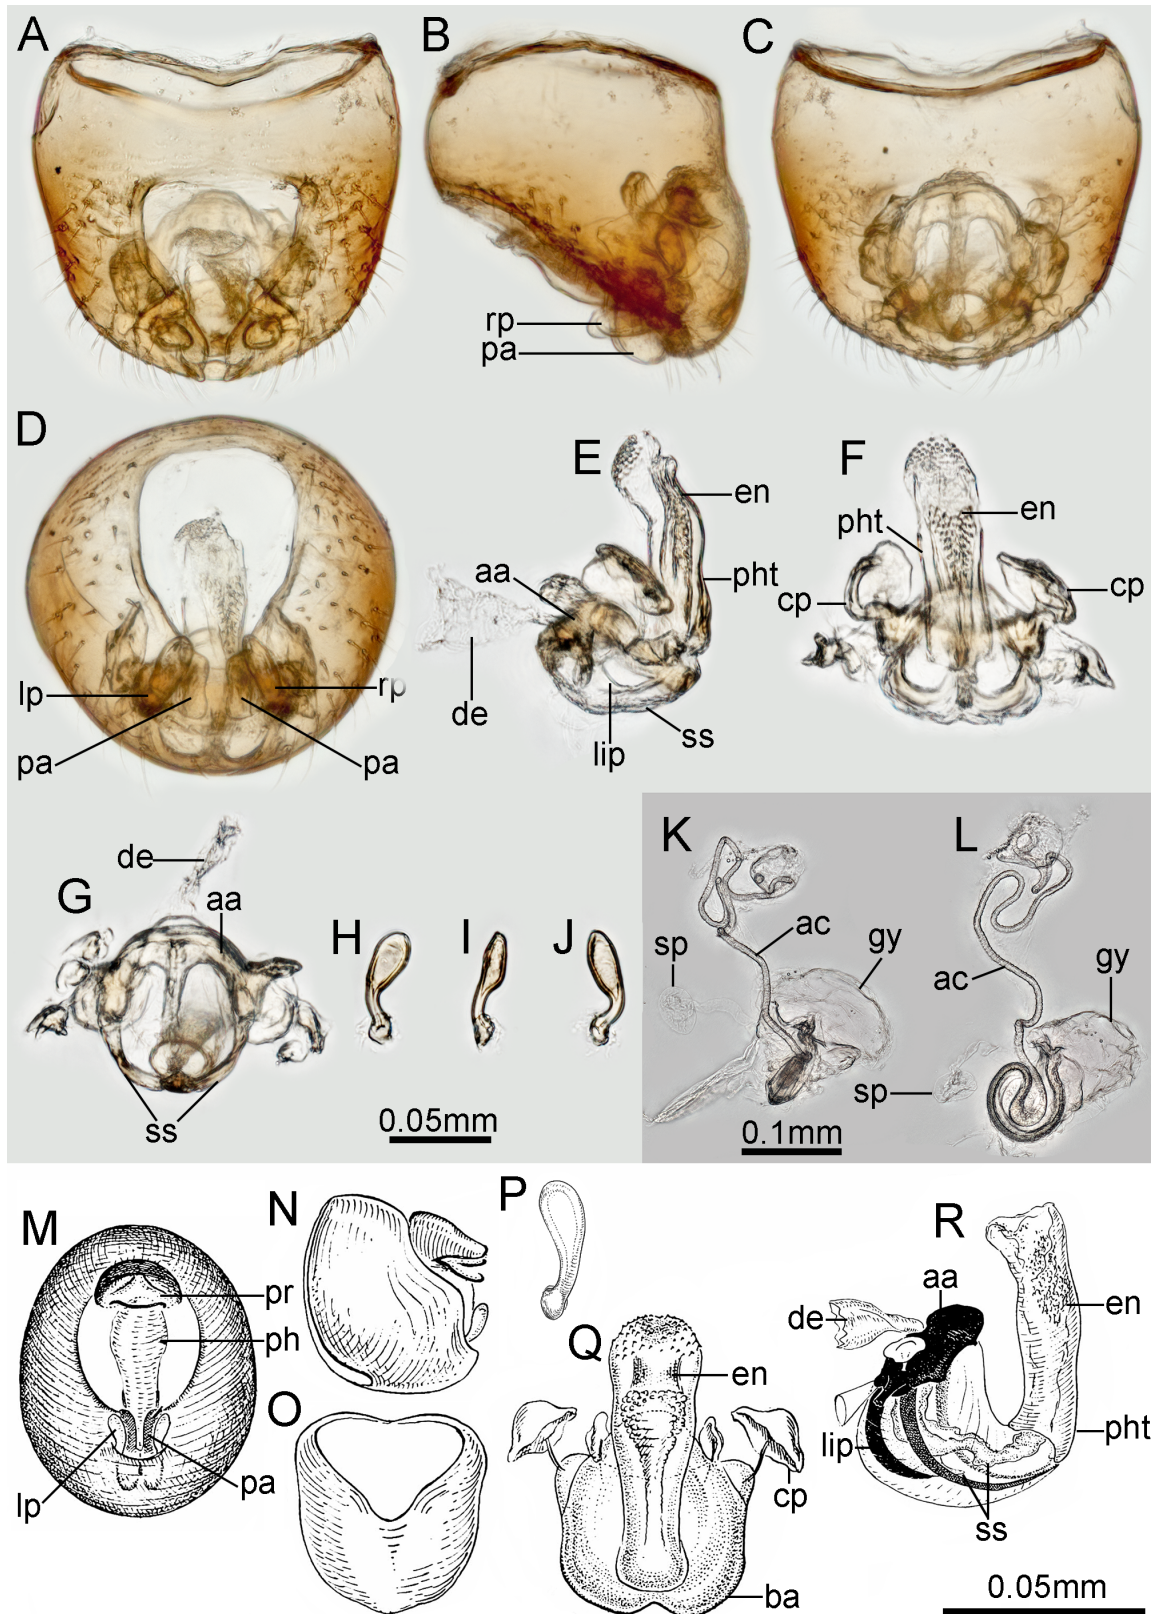 A
B
C
rp
pa
D
E
F
en
en
pht
aa
pht
cp
cp
lp
rp
de
ss
pa
pa
lip
K
L
de
G
aa
H
I
J
ac
gy
sp
ac
gy
sp
ss
0.05mm
0.1mm
M
N
P
R
pr
aa
de
en
ph
Q
en
O
lip
pht
lp
pa
cp
ss
ba
0.05mm